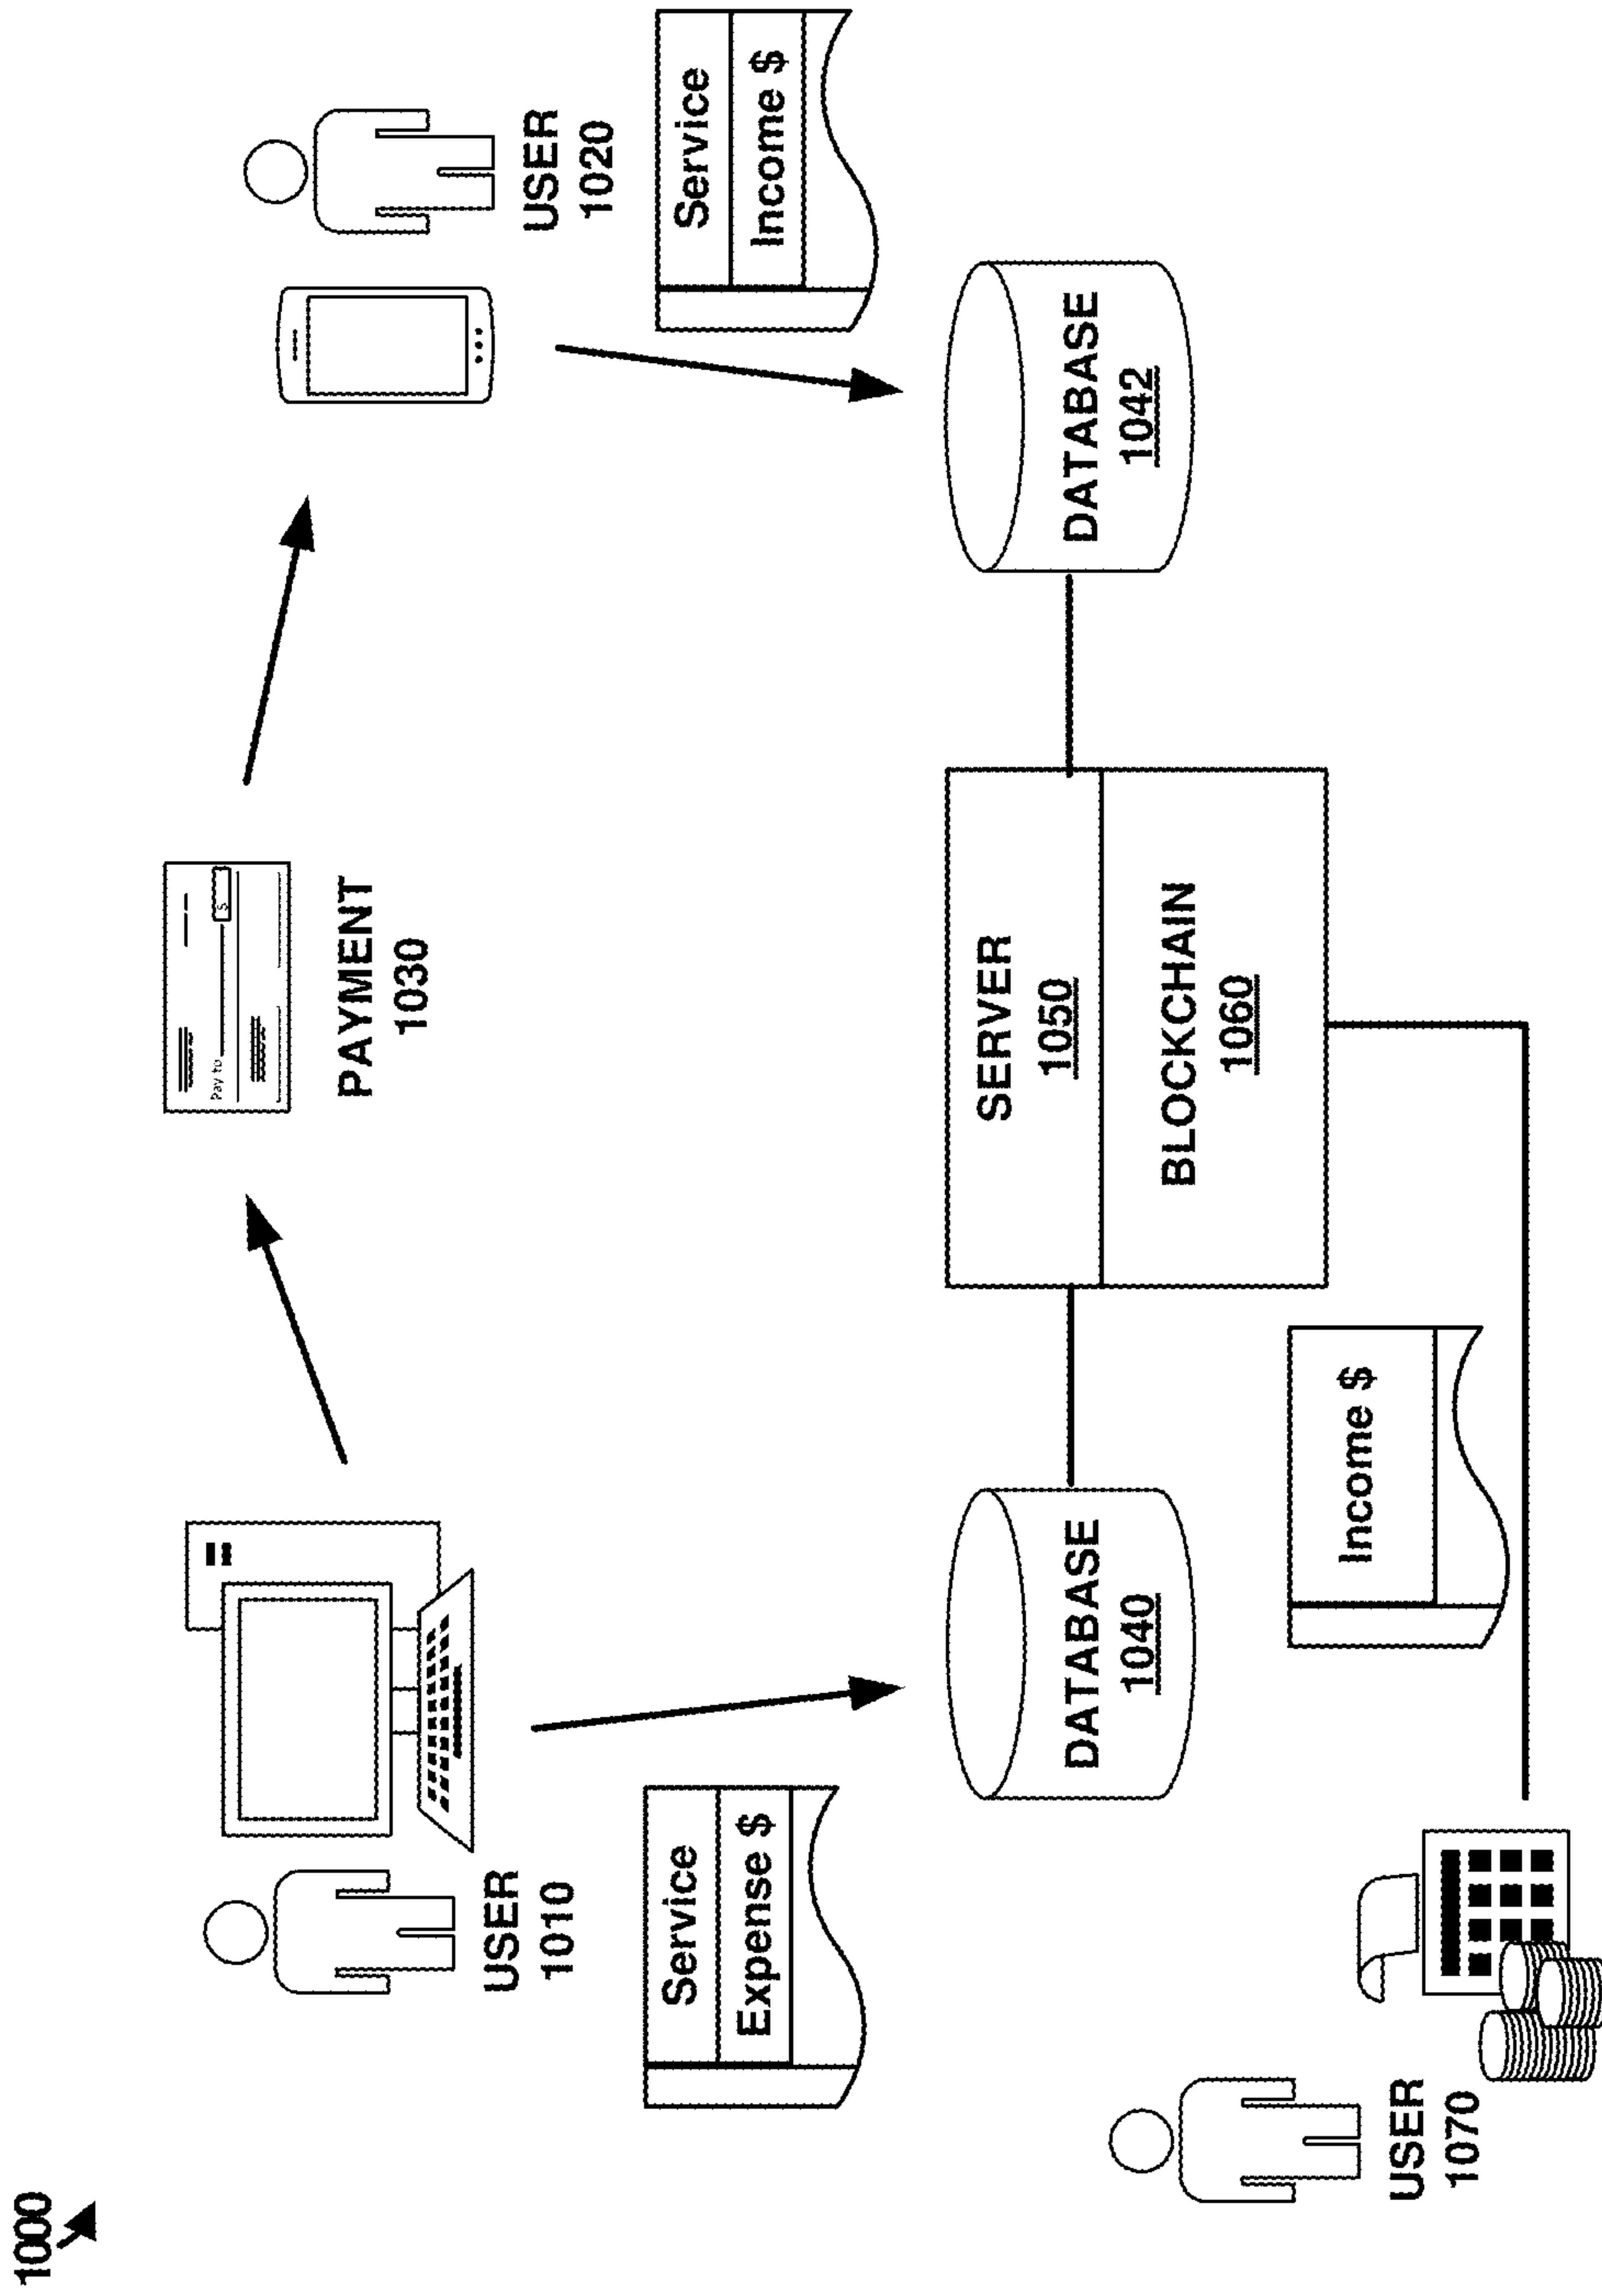 1000
USER
1010
Pay to
$
PAYMENT
1030
USER
1020
Service
Expense $
Service
Income $
DATABASE
1040
SERVER
1050
BLOCKCHAIN
1060
DATABASE
1042
Income $
USER
1070